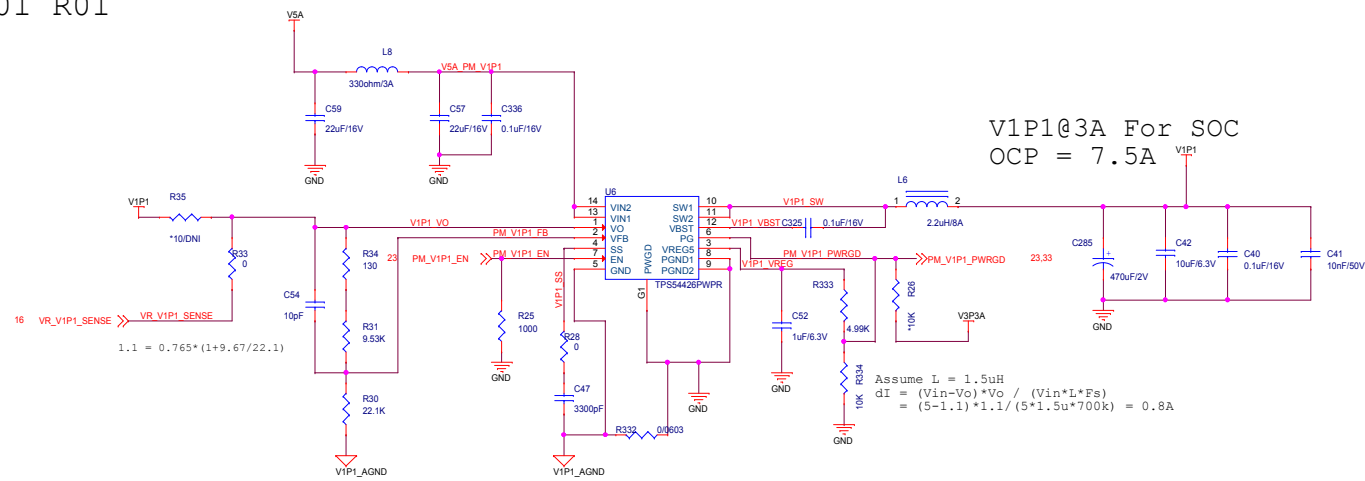 01 R01
V5A
L8
330ohm/3A
V5A_PM_V1P1
C59
22uF/16V
C57
22uF/16V
C336
0.1uF/16V
GND
GND
V1P1@3A For SOC
OCP = 7.5A
V1P1
V1P1
R35
*10/DNI
R33
0
16 VR_V1P1_SENSE
VR_V1P1_SENSE
1.1 = 0.765*(1+9.67/22.1)
C54
10pF
R34
130
R31
9.53K
R30
22.1K
V1P1_AGND
V1P1_VO
PM_V1P1_FB
23 PM_V1P1_EN
PM_V1P1_EN
V1P1_SS
R25
1000
GND
R28
0
C47
3300pF
V1P1_AGND
R332 0/0603
U6
14 VIN2
13 VIN1
1 VO
2 VFB
4 SS
7 EN
5 GND
PWGD
G1
SW1 10
SW2 11
VBST 12
PG 6
VREG5 3
PGND1 8
PGND2 9
TPS54426PWPR
GND
V1P1_SW
V1P1_VBST
C325 0.1uF/16V
L6
1 2
2.2uH/8A
PM_V1P1_PWRGD
PM_V1P1_PWRGD 23,33
V1P1_VREG
C52
1uF/6.3V
GND
R333
4.99K
R334
10K
GND
R26
*10K
V3P3A
C285
+
470uF/2V
C42
10uF/6.3V
C40
0.1uF/16V
C41
10nF/50V
GND
Assume L = 1.5uH
dI = (Vin-Vo)*Vo / (Vin*L*Fs)
= (5-1.1)*1.1/(5*1.5u*700k) = 0.8A